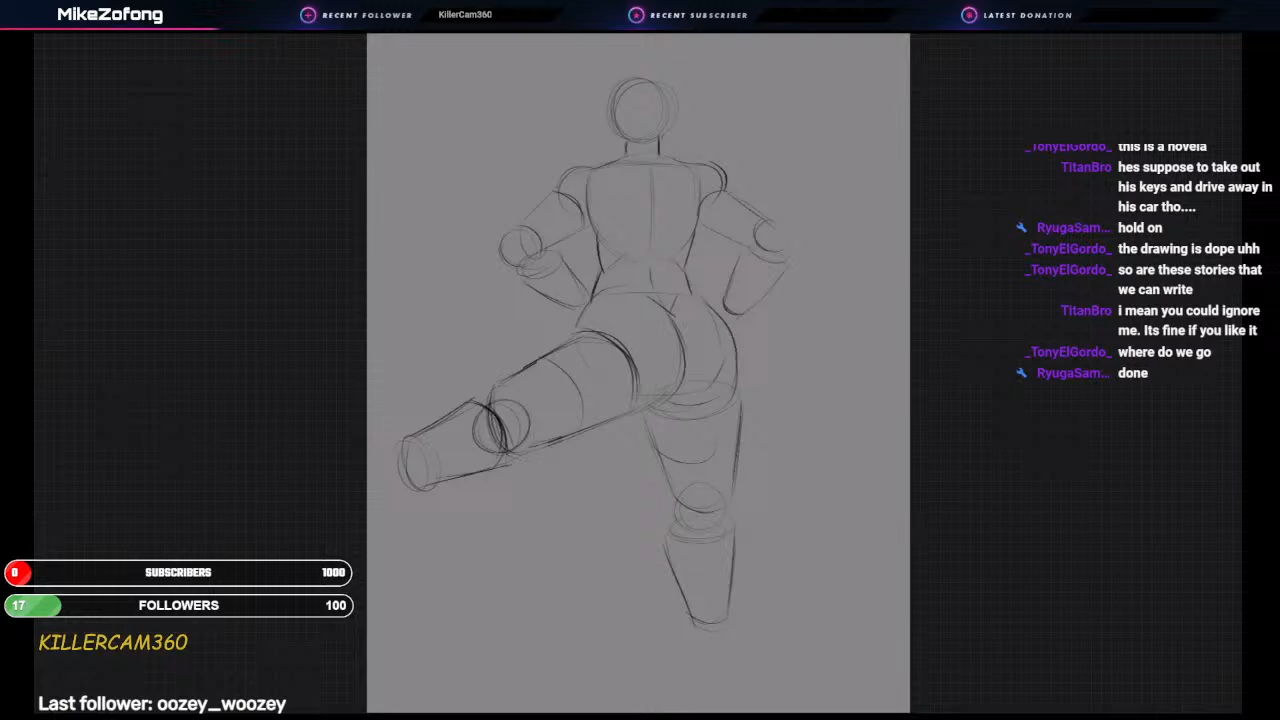 MikeZofong
RECENT FOLLOWER
KillerCam360
RECENT SUBSCRIBER
LATEST DONATION
_TonyElGordo_ this is a novela
TitanBro hes suppose to take out
his keys and drive away in
his car tho....
RyugaSam... hold on
_TonyElGordo_ the drawing is dope uhh
_TonyElGordo_ so are these stories that
we can write
TitanBro i mean you could ignore
me. Its fine if you like it
_TonyElGordo_ where do we go
RyugaSam... done
0 SUBSCRIBERS 1000
17 FOLLOWERS 100
KILLERCAM360
Last follower: oozey_woozey